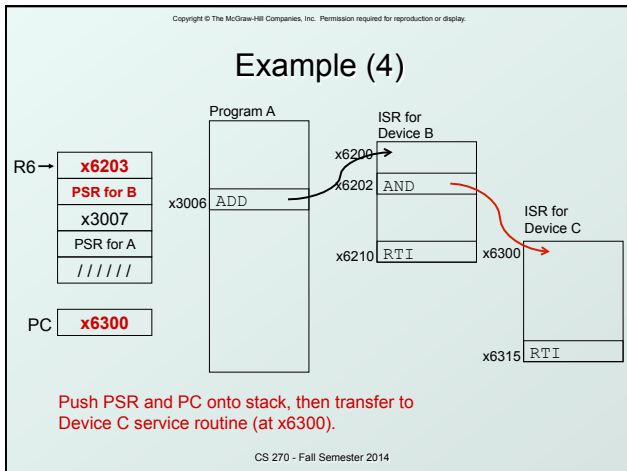 Copyright © The McGraw-Hill Companies, Inc. Permission required for reproduction or display.
Example (4)
Program A
ISR for
Device B
x6200
R6
x6203
PSR for B
x3007
PSR for A
//////
x3006
ADD
x6202
AND
ISR for
Device C
x6210
RTI
x6300
PC
x6300
x6315
RTI
Push PSR and PC onto stack, then transfer to
Device C service routine (at x6300).
CS 270 - Fall Semester 2014